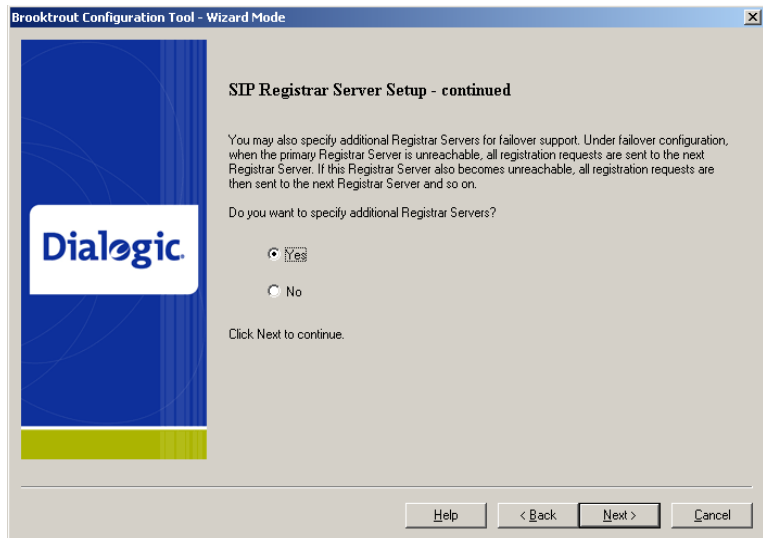 Brooktrout Configuration Tool - Wizard Mode
SIP Registrar Server Setup - continued
You may also specify additional Registrar Servers for failover support. Under failover configuration,
when the primary Registrar Server is unreachable, all registration requests are sent to the next
Registrar Server. If this Registrar Server also becomes unreachable, all registration requests are
then sent to the next Registrar Server and so on.
Do you want to specify additional Registrar Servers?
Dialogic.
Yes
No
Click Next to continue.
Help
< Back
Next >
Cancel